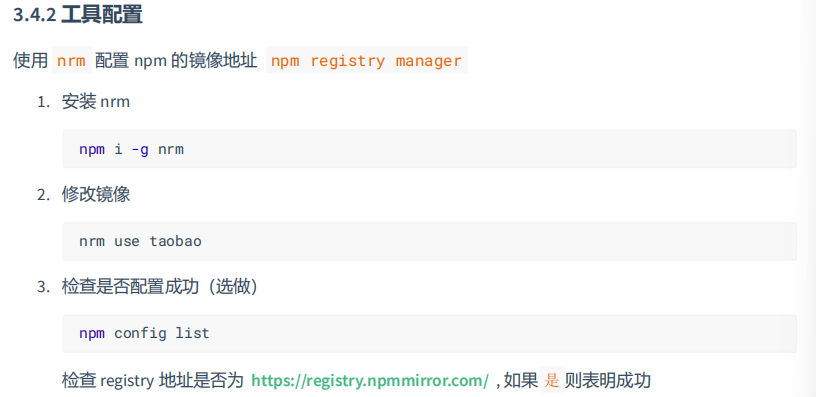 3.4.2 工具配置
使用 nrm 配置 npm 的镜像地址 npm registry manager
1. 安装 nrm
npm i -g nrm
2. 修改镜像
nrm use taobao
3. 检查是否配置成功（选做）
npm config list
检查 registry 地址是否为 https://registry.npmmirror.com/ , 如果 是 则表明成功